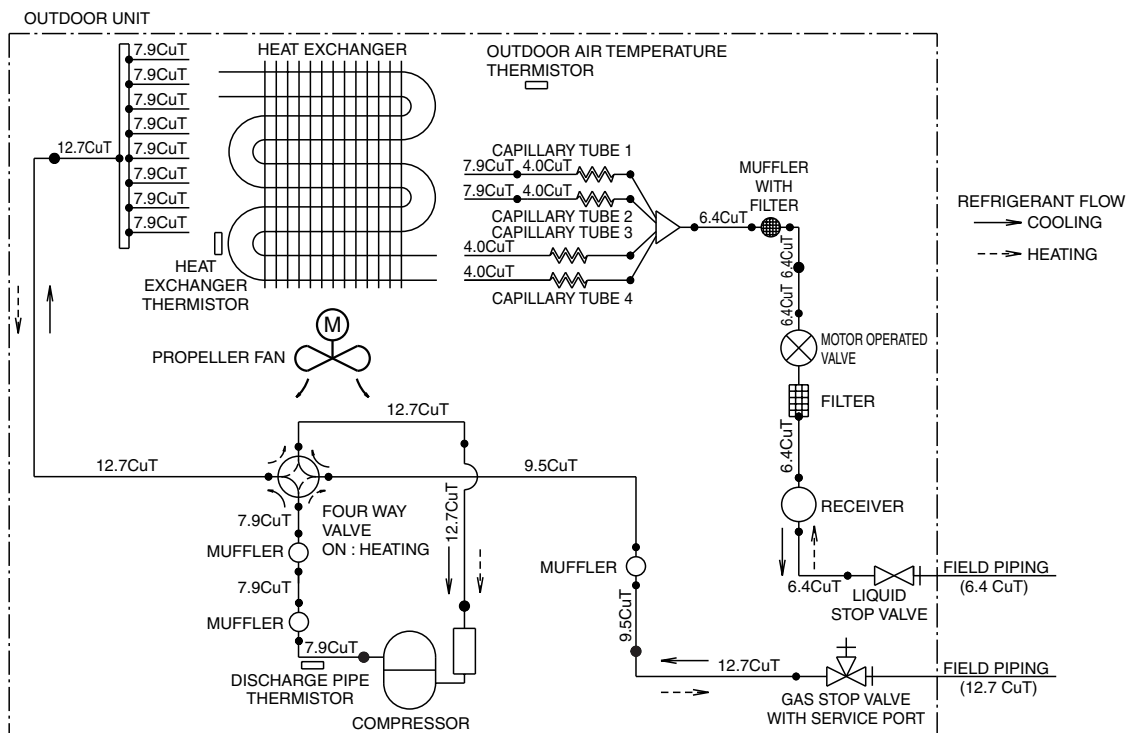 OUTDOOR UNIT
7.9CuT
7.9CuT
7.9CuT
7.9CuT
7.9CuT
7.9CuT
7.9CuT
7.9CuT
12.7CuT
HEAT EXCHANGER
OUTDOOR AIR TEMPERATURE
THERMISTOR
HEAT
EXCHANGER
THERMISTOR
CAPILLARY TUBE 1
7.9CuT
4.0CuT
7.9CuT
4.0CuT
CAPILLARY TUBE 2
CAPILLARY TUBE 3
4.0CuT
4.0CuT
CAPILLARY TUBE 4
6.4CuT
MUFFLER
WITH
FILTER
6.4CuT
6.4CuT
REFRIGERANT FLOW
COOLING
HEATING
MOTOR OPERATED
VALVE
FILTER
6.4CuT
RECEIVER
6.4CuT
LIQUID
STOP VALVE
FIELD PIPING
(6.4 CuT)
M
PROPELLER FAN
12.7CuT
12.7CuT
9.5CuT
12.7CuT
FOUR WAY
VALVE
ON : HEATING
7.9CuT
MUFFLER
7.9CuT
MUFFLER
7.9CuT
DISCHARGE PIPE
THERMISTOR
COMPRESSOR
MUFFLER
9.5CuT
12.7CuT
GAS STOP VALVE
WITH SERVICE PORT
FIELD PIPING
(12.7 CuT)